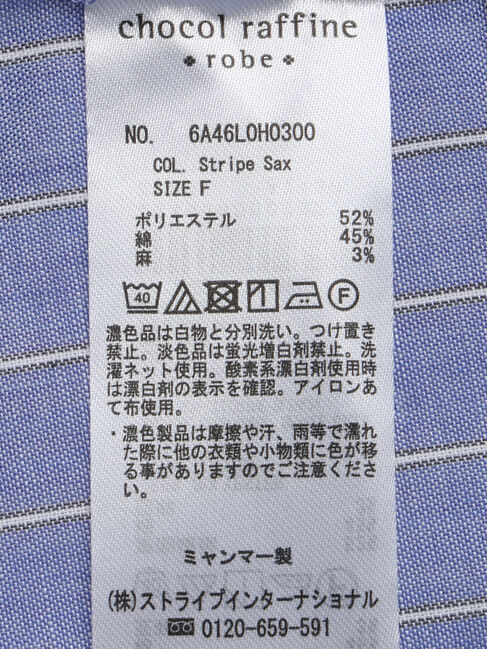 chocol raffine
robe
NO. 6A46L0H0300
COL. Stripe Sax
SIZE F
ポリエステル 52%
綿 45%
麻 3%
40 F
濃色品は白物と分別洗い。つけ置き
禁止。淡色品は蛍光増白剤禁止。洗
濯ネット使用。酸素系漂白剤使用時
は漂白剤の表示を確認。アイロンあ
て布使用。
・濃色製品は摩擦や汗、雨等で濡れ
た際に他の衣類や小物類に色が移
る事がありますのでご注意くださ
い。
ミャンマー製
(株)ストライプインターナショナル
0120-659-591